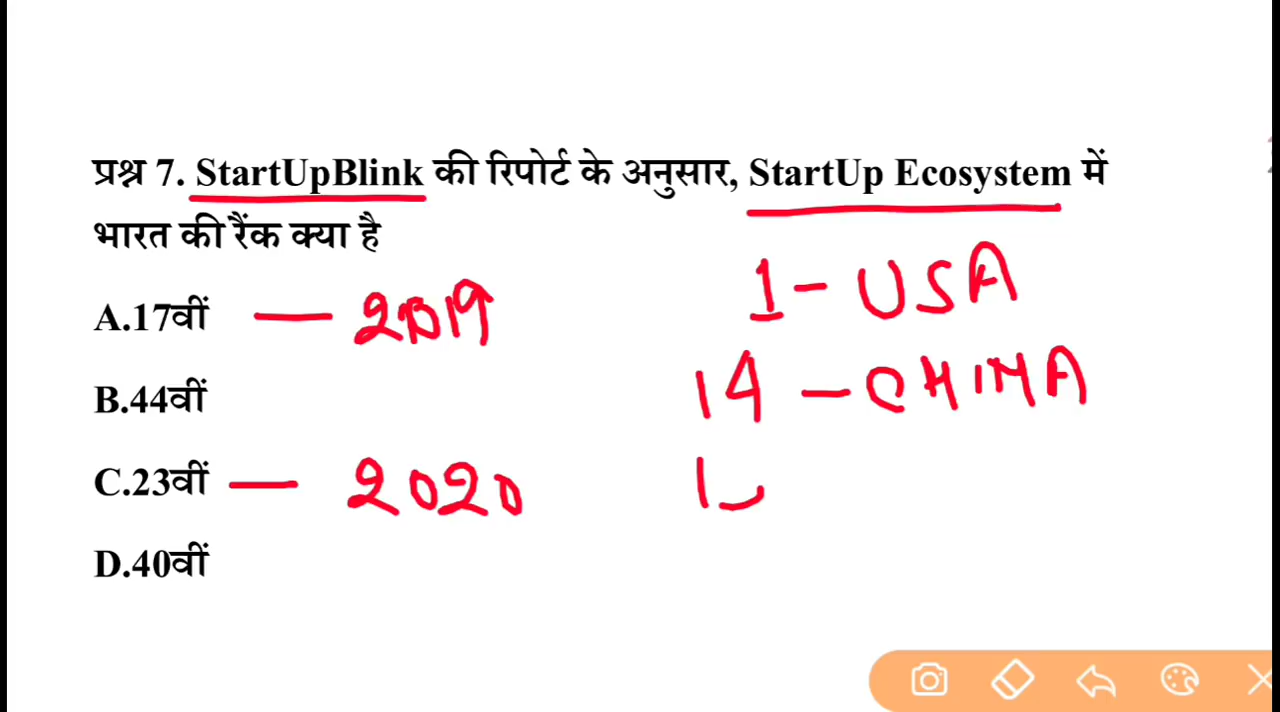 प्रश्न 7. StartUpBlink की रिपोर्ट के अनुसार, StartUp Ecosystem में
भारत की रैंक क्या है
1 - USA
A.17वीं — 2019
14 - CHINA
B.44वीं
C.23वीं — 2020
D.40वीं